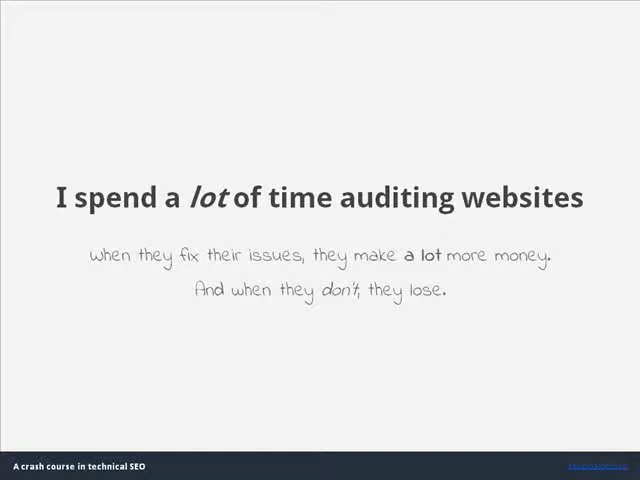 I spend a lot of time auditing websites
When they fix their issues, they make a lot more money.
And when they don't, they lose.
A crash course in technical SEO